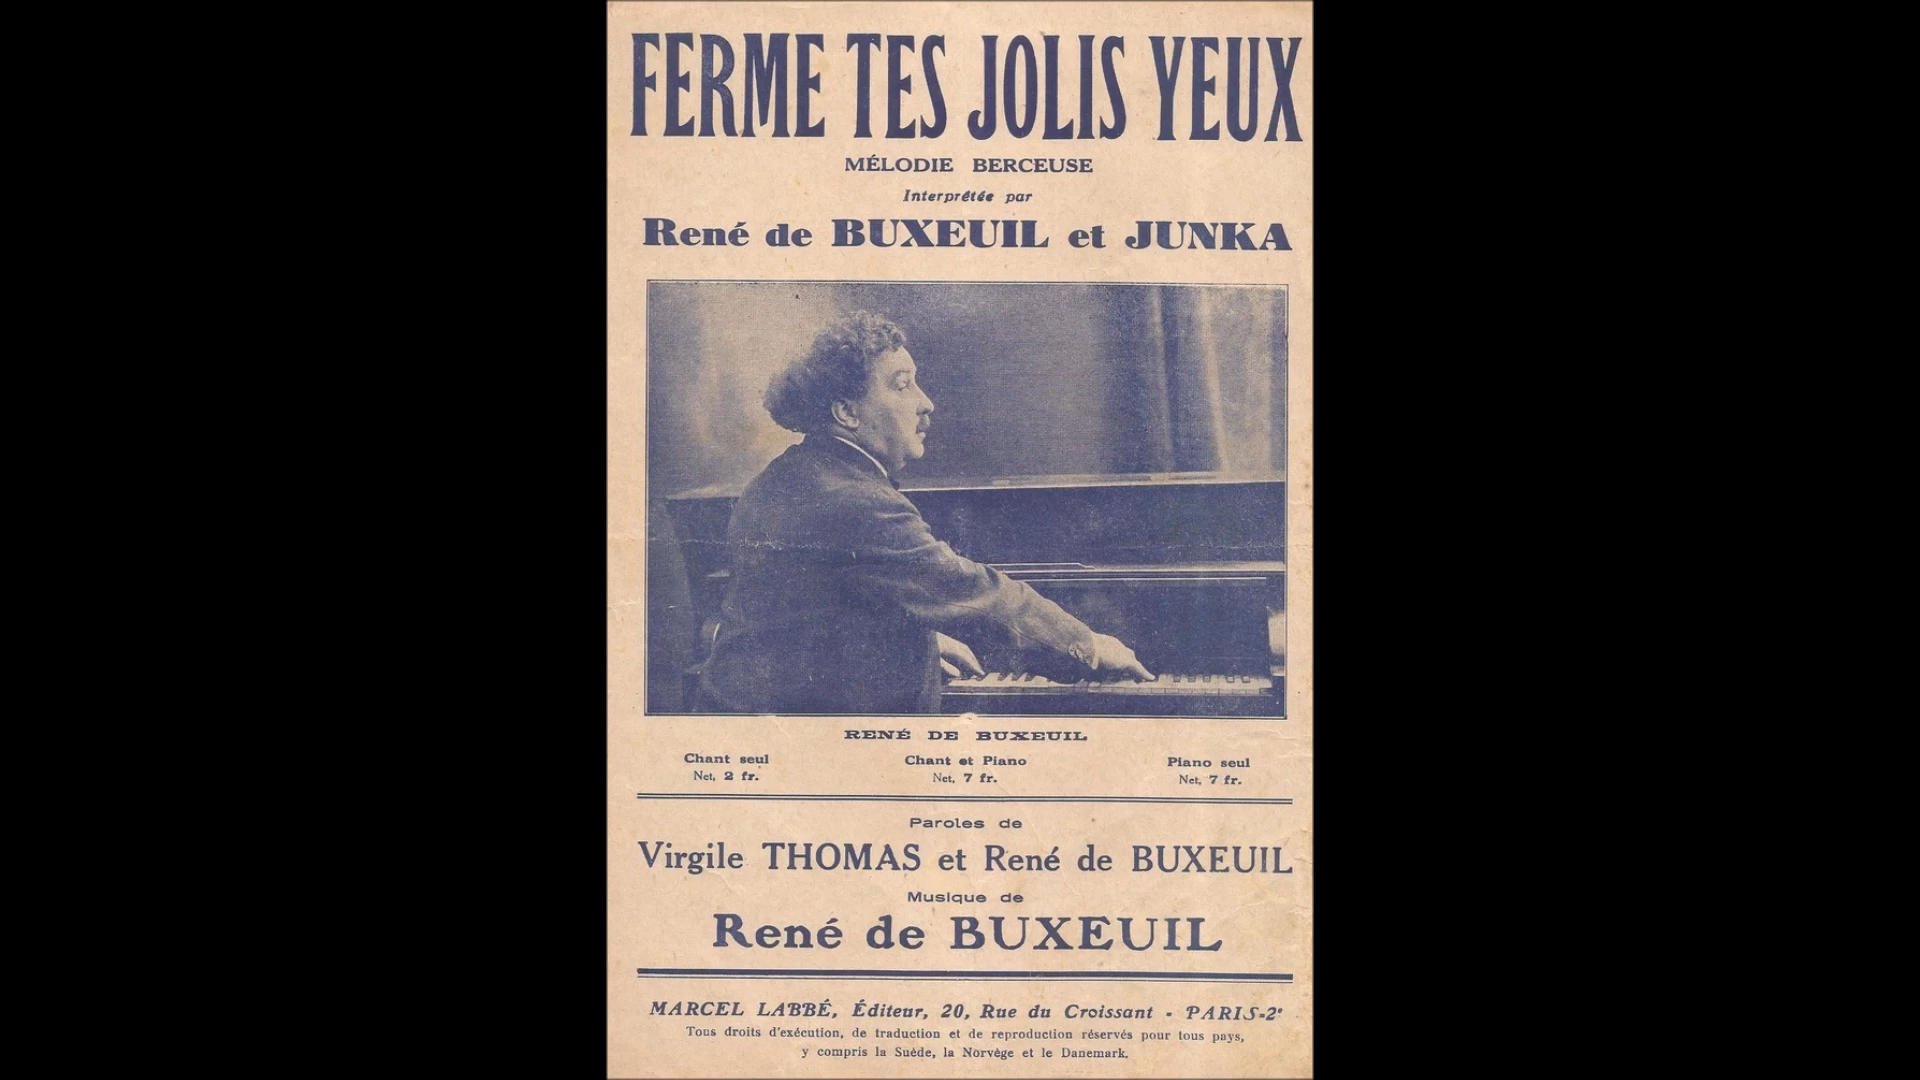 FERME TES JOLIS YEUX
MÉLODIE BERCEUSE
Interprétée par
René de BUXEUIL et JUNKA
RENÉ DE BUXEUIL
Chant seul
Net, 2 fr.
Chant et Piano
Net, 7 fr.
Piano seul
Net, 7 fr.
Paroles de
Virgile THOMAS et René de BUXEUIL
Musique de
René de BUXEUIL
MARCEL LABBÉ, Éditeur, 20, Rue du Croissant - PARIS-2e
Tous droits d'exécution, de traduction et de reproduction réservés pour tous pays,
y compris la Suède, la Norvège et le Danemark.